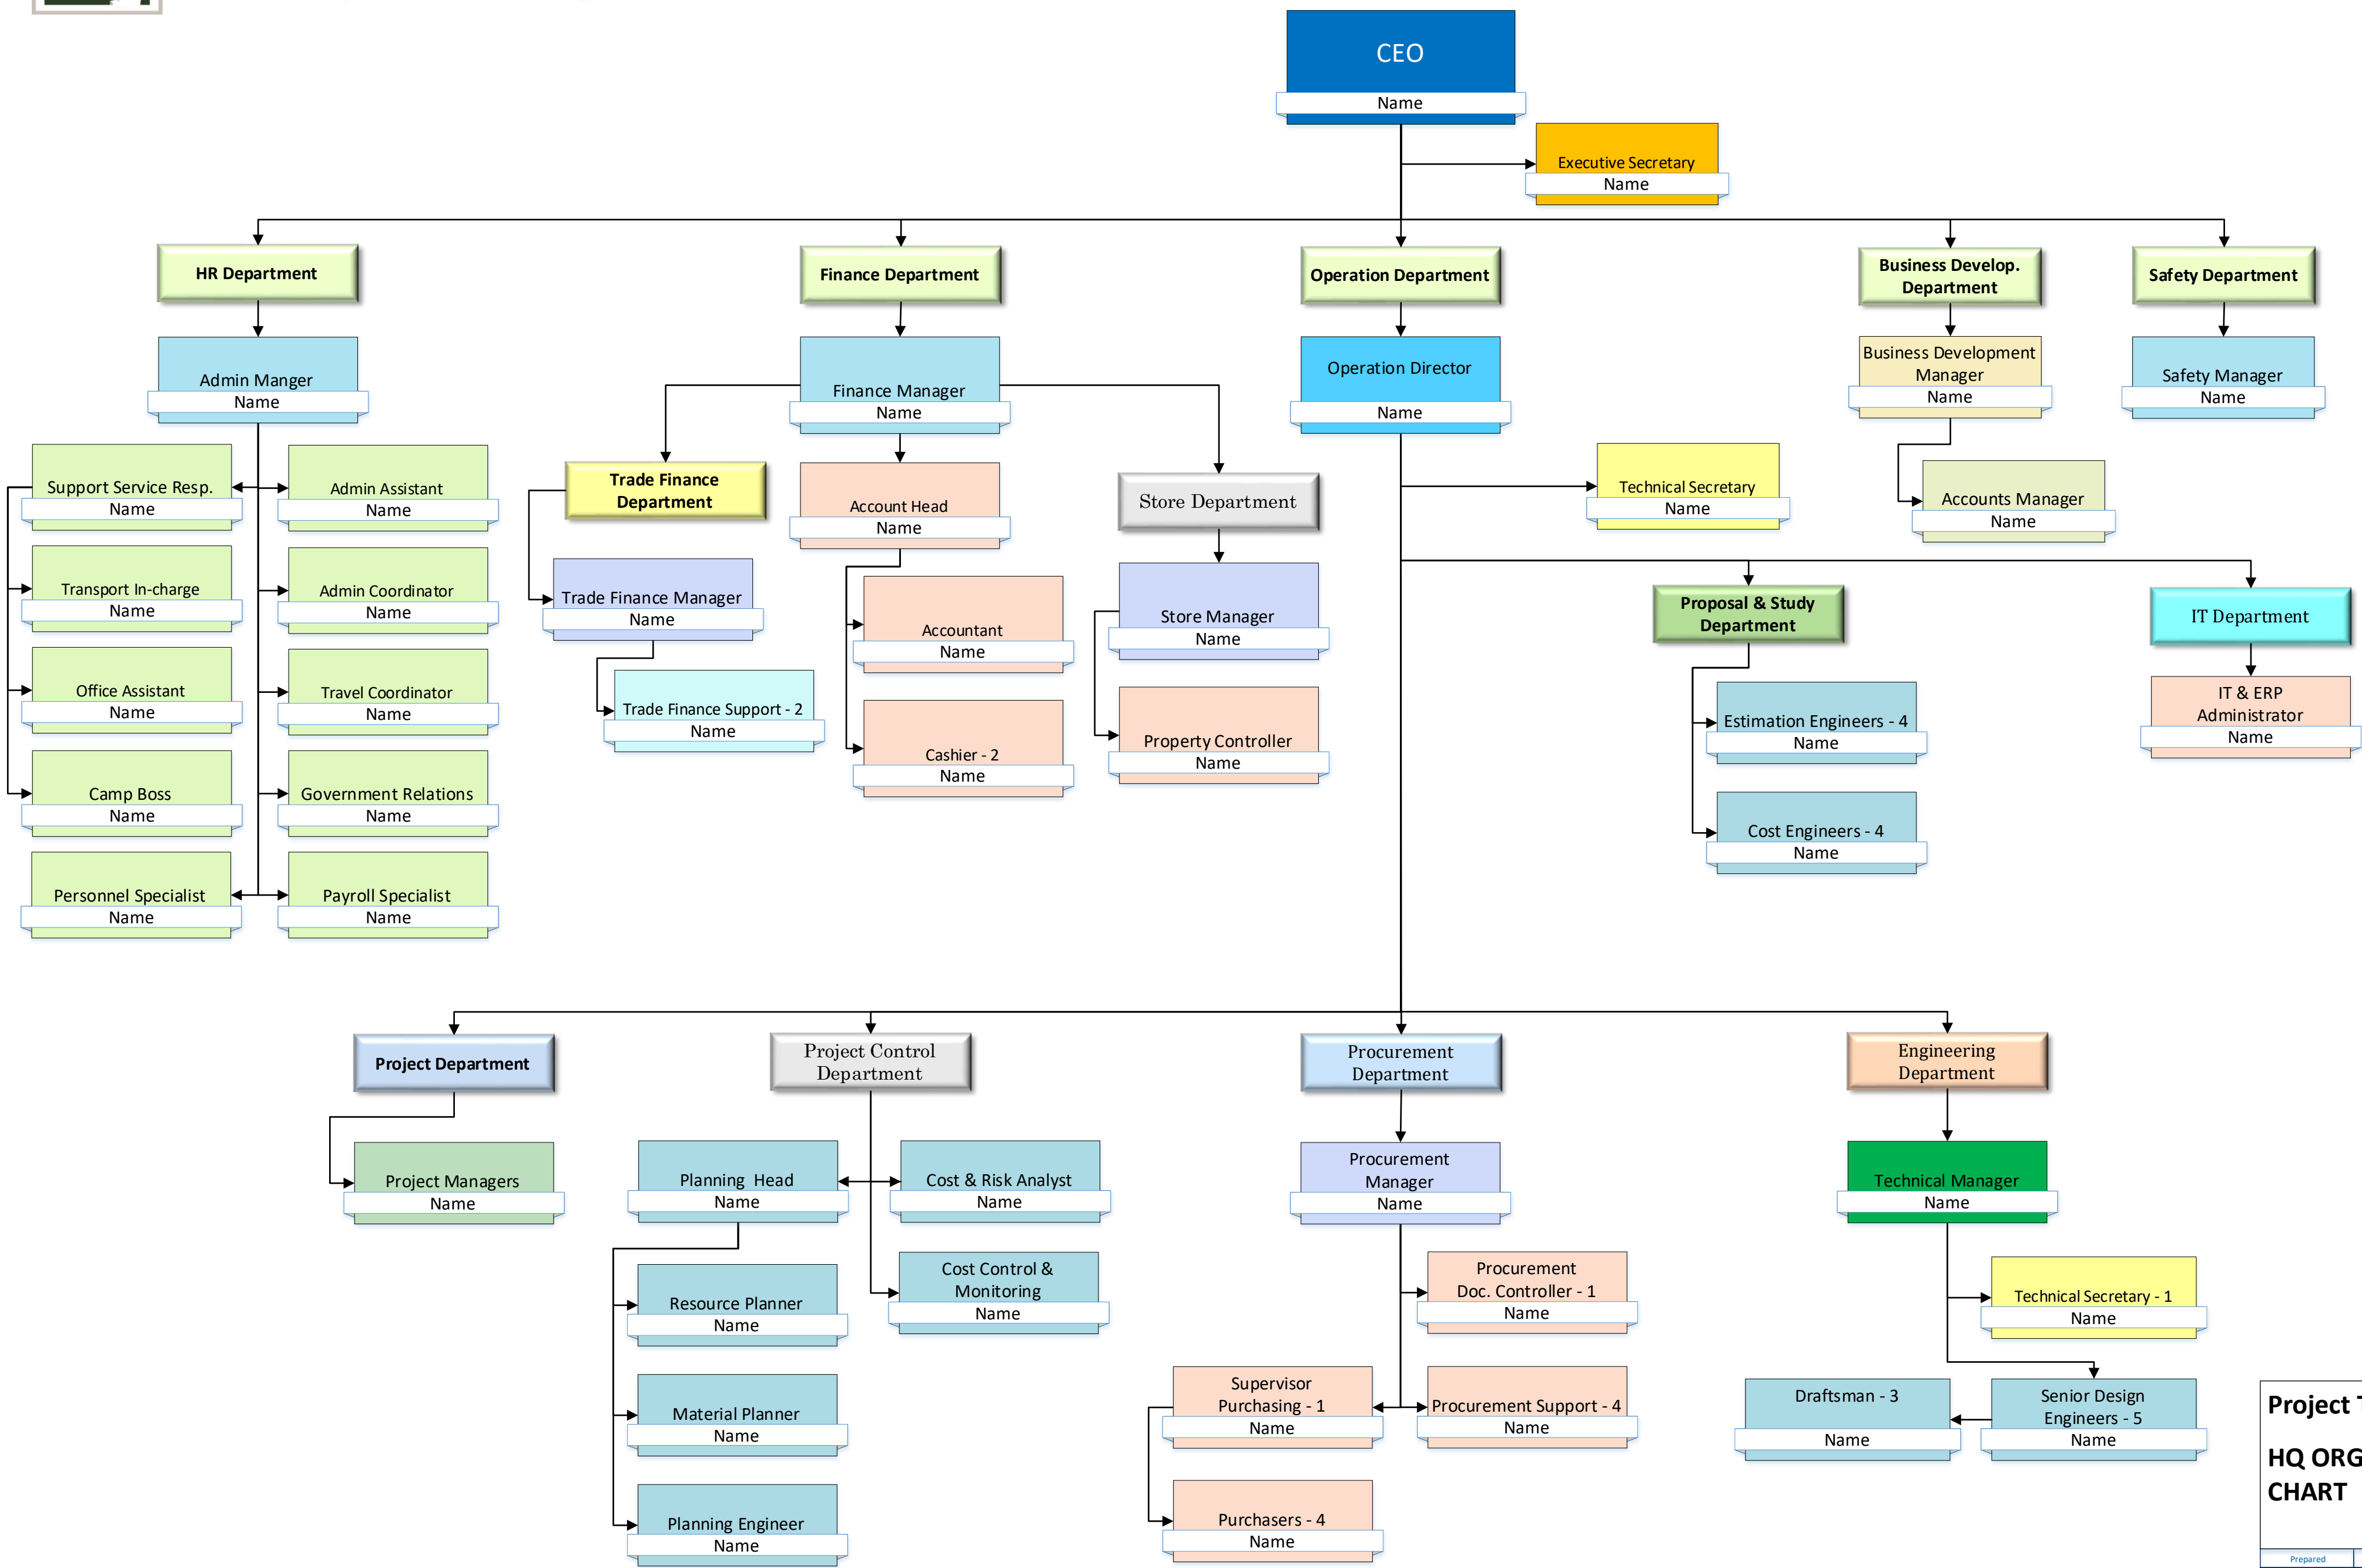 CEO
Name
Executive Secretary
Name
HR Department
Finance Department
Operation Department
Business Develop.
Department
Safety Department
Admin Manger
Name
Finance Manager
Name
Operation Director
Name
Business Development
Manager
Name
Safety Manager
Name
Support Service Resp.
Name
Admin Assistant
Name
Trade Finance
Department
Account Head
Name
Store Department
Technical Secretary
Name
Accounts Manager
Name
Transport In-charge
Name
Admin Coordinator
Name
Trade Finance Manager
Name
Accountant
Name
Store Manager
Name
Proposal & Study
Department
IT Department
Office Assistant
Name
Travel Coordinator
Name
Trade Finance Support - 2
Name
Cashier - 2
Name
Property Controller
Name
Estimation Engineers - 4
Name
IT & ERP
Administrator
Name
Camp Boss
Name
Government Relations
Name
Cost Engineers - 4
Name
Personnel Specialist
Name
Payroll Specialist
Name
Project Department
Project Control
Department
Procurement
Department
Engineering
Department
Project Managers
Name
Planning  Head
Name
Cost & Risk Analyst
Name
Procurement
Manager
Name
Technical Manager
Name
Resource Planner
Name
Cost Control &
Monitoring
Name
Procurement
Doc. Controller - 1
Name
Technical Secretary - 1
Name
Material Planner
Name
Supervisor
Purchasing - 1
Name
Procurement Support - 4
Name
Draftsman - 3
Name
Senior Design
Engineers - 5
Name
Planning Engineer
Name
Purchasers - 4
Name
Project
HQ ORG
CHART
Prepared